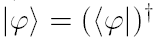 |φ⟩ = (⟨φ|)†